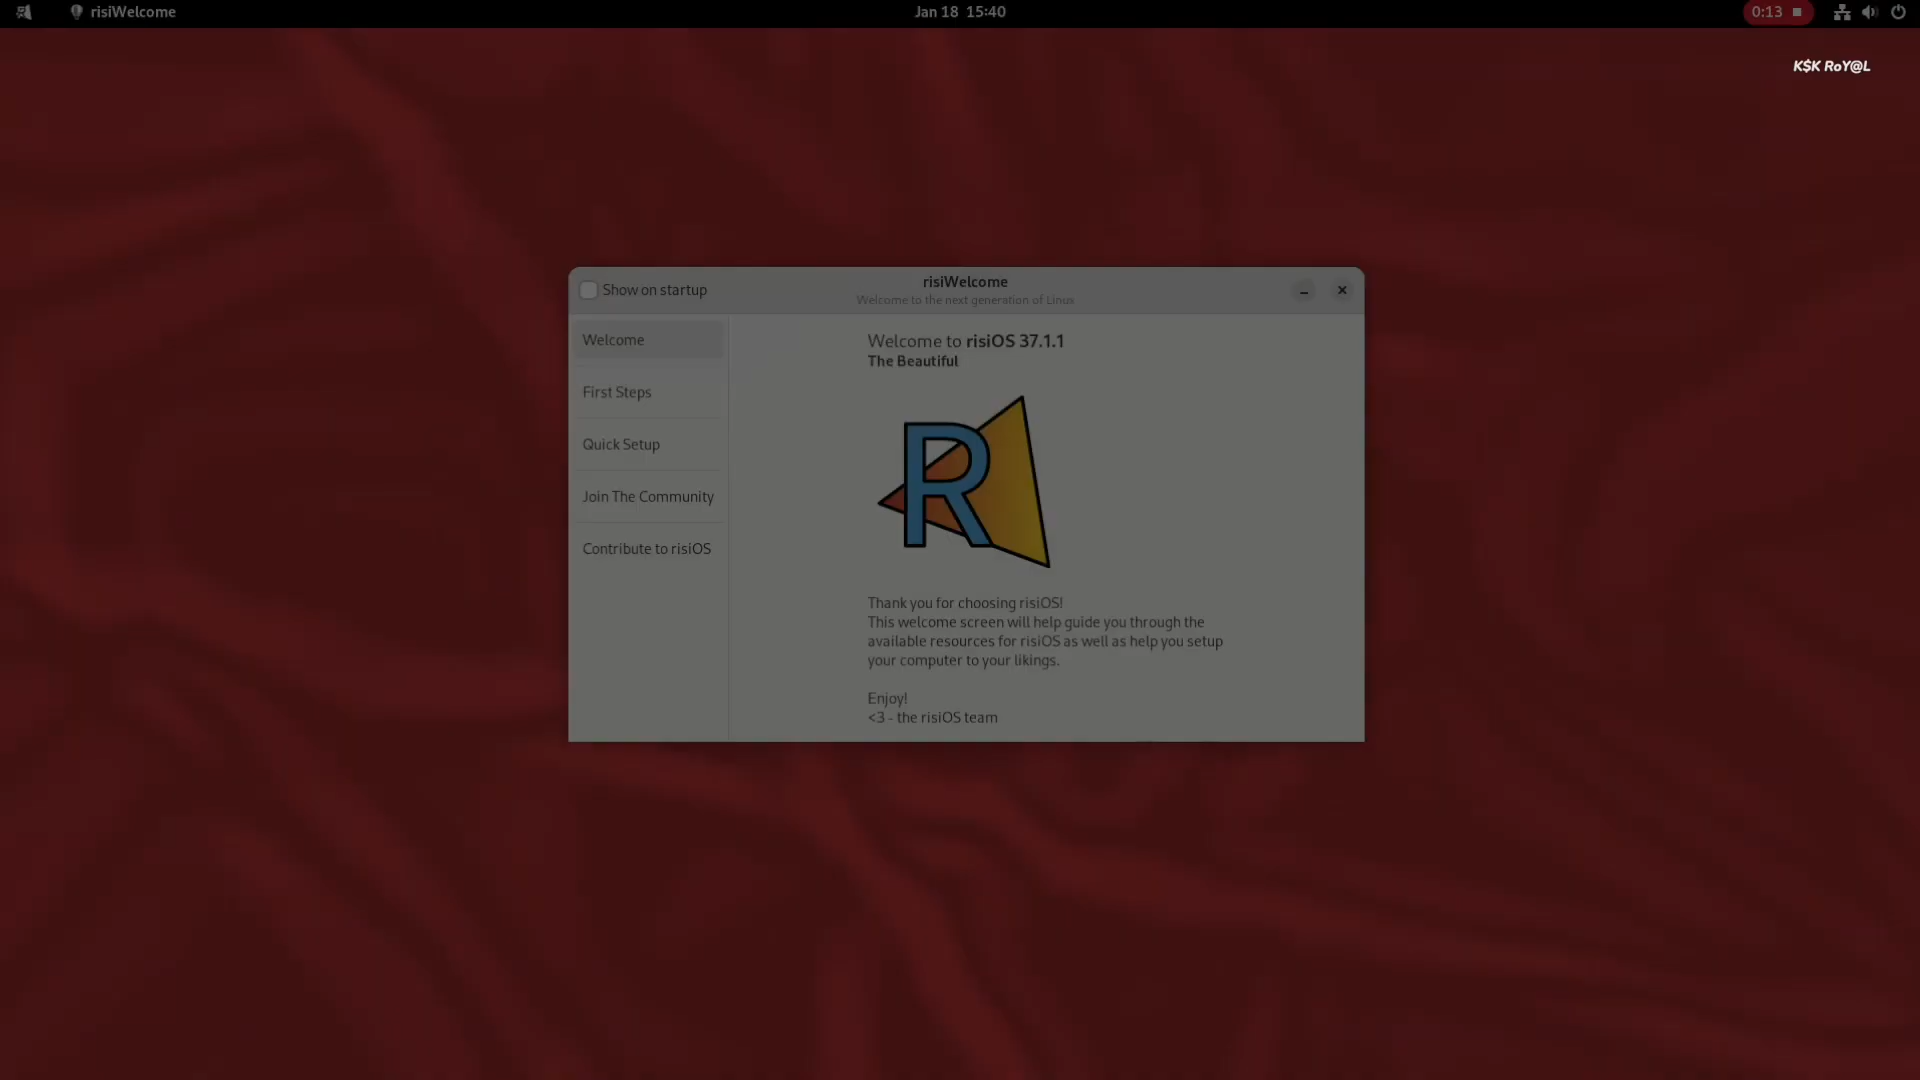 risiWelcome
Jan 18 15:40
0:13
K$K RoY@L
Show on startup
risiWelcome
Welcome to the next generation of Linux
Welcome
First Steps
Quick Setup
Join The Community
Contribute to risiOS
Welcome to risiOS 37.1.1
The Beautiful
R
Thank you for choosing risiOS!
This welcome screen will help guide you through the
available resources for risiOS as well as help you setup
your computer to your likings.
Enjoy!
<3 - the risiOS team